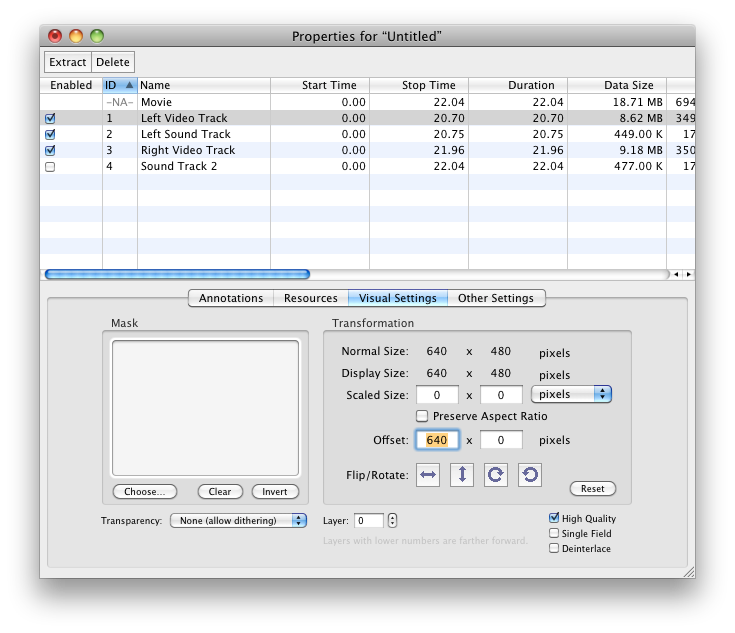 Properties for “Untitled”
Extract Delete
Enabled ID Name Start Time Stop Time Duration Data Size
-NA- Movie 0.00 22.04 22.04 18.71 MB 694
1 Left Video Track 0.00 20.70 20.70 8.62 MB 349
2 Left Sound Track 0.00 20.75 20.75 449.00 K 17
3 Right Video Track 0.00 21.96 21.96 9.18 MB 350
4 Sound Track 2 0.00 22.04 22.04 477.00 K 17
Annotations Resources Visual Settings Other Settings
Mask
Choose... Clear Invert
Transformation
Normal Size: 640 x 480 pixels
Display Size: 640 x 480 pixels
Scaled Size: 0 x 0 pixels
Preserve Aspect Ratio
Offset: 640 x 0 pixels
Flip/Rotate:
Reset
Transparency: None (allow dithering)
Layer: 0
Layers with lower numbers are farther forward.
High Quality
Single Field
Deinterlace